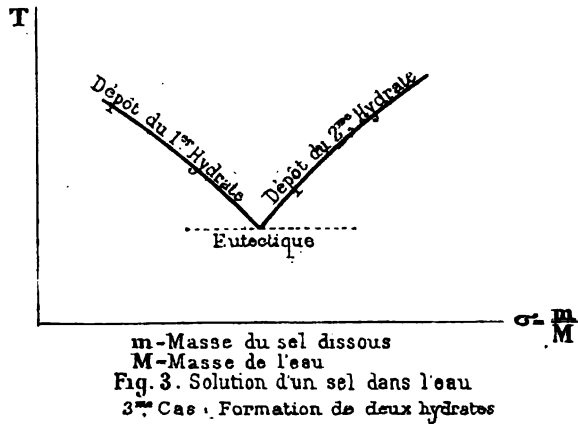 T
Dépôt du 1er Hydrate
Dépôt du 2me Hydrate
Eutectique
σ = m/M
m-Masse du sel dissous
M-Masse de l'eau
Fig. 3. Solution d'un sel dans l'eau
3me Cas : Formation de deux hydrates